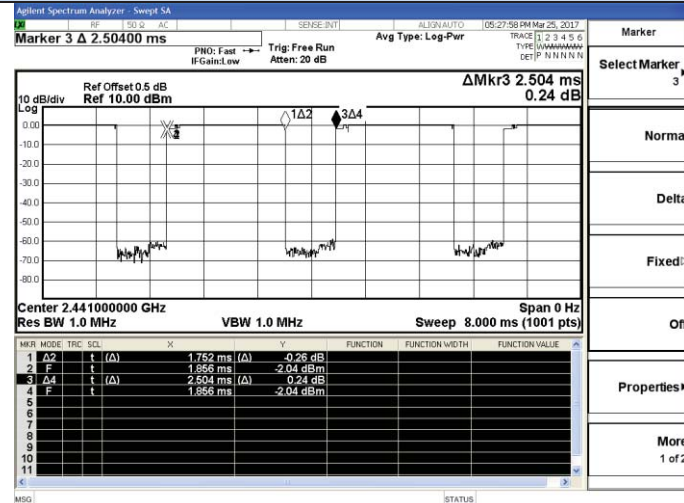 Agilent Spectrum Analyzer - Swept SA
RF 50 Ω AC SENSE:INT ALIGN AUTO 05:27:58 PM Mar 25, 2017
Marker 3 Δ 2.50400 ms
PNO: Fast
IFGain:Low
Trig: Free Run
Atten: 20 dB
Avg Type: Log-Pwr
TRACE 1 2 3 4 5 6
TYPE WWWWWW
DET P N N N N N
Ref Offset 0.5 dB
10 dB/div Ref 10.00 dBm
Log
ΔMkr3 2.504 ms
0.24 dB
1Δ2 3Δ4
0.00
-10.0
-20.0
-30.0
-40.0
-50.0
-60.0
-70.0
-80.0
Center 2.441000000 GHz Span 0 Hz
Res BW 1.0 MHz VBW 1.0 MHz Sweep 8.000 ms (1001 pts)
MKR MODE TRC SCL X Y FUNCTION FUNCTION WIDTH FUNCTION VALUE
1 Δ2 t (Δ) 1.752 ms (Δ) -0.26 dB
2 F t 1.856 ms -2.04 dBm
3 Δ4 t (Δ) 2.504 ms (Δ) 0.24 dB
4 F t 1.856 ms -2.04 dBm
5
6
7
8
9
10
11
MSG STATUS
Marker
Select Marker
3
Norma
Delta
Fixed
Of
Properties
More
1 of 2